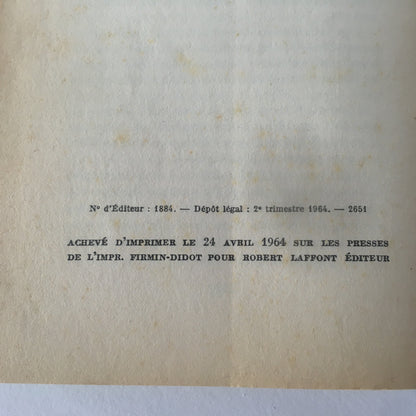 N° d'Éditeur : 1884. — Dépôt légal : 2e trimestre 1964. — 2651
ACHEVÉ D'IMPRIMER LE 24 AVRIL 1964 SUR LES PRESSES
DE L'IMPR. FIRMIN-DIDOT POUR ROBERT LAFFONT ÉDITEUR